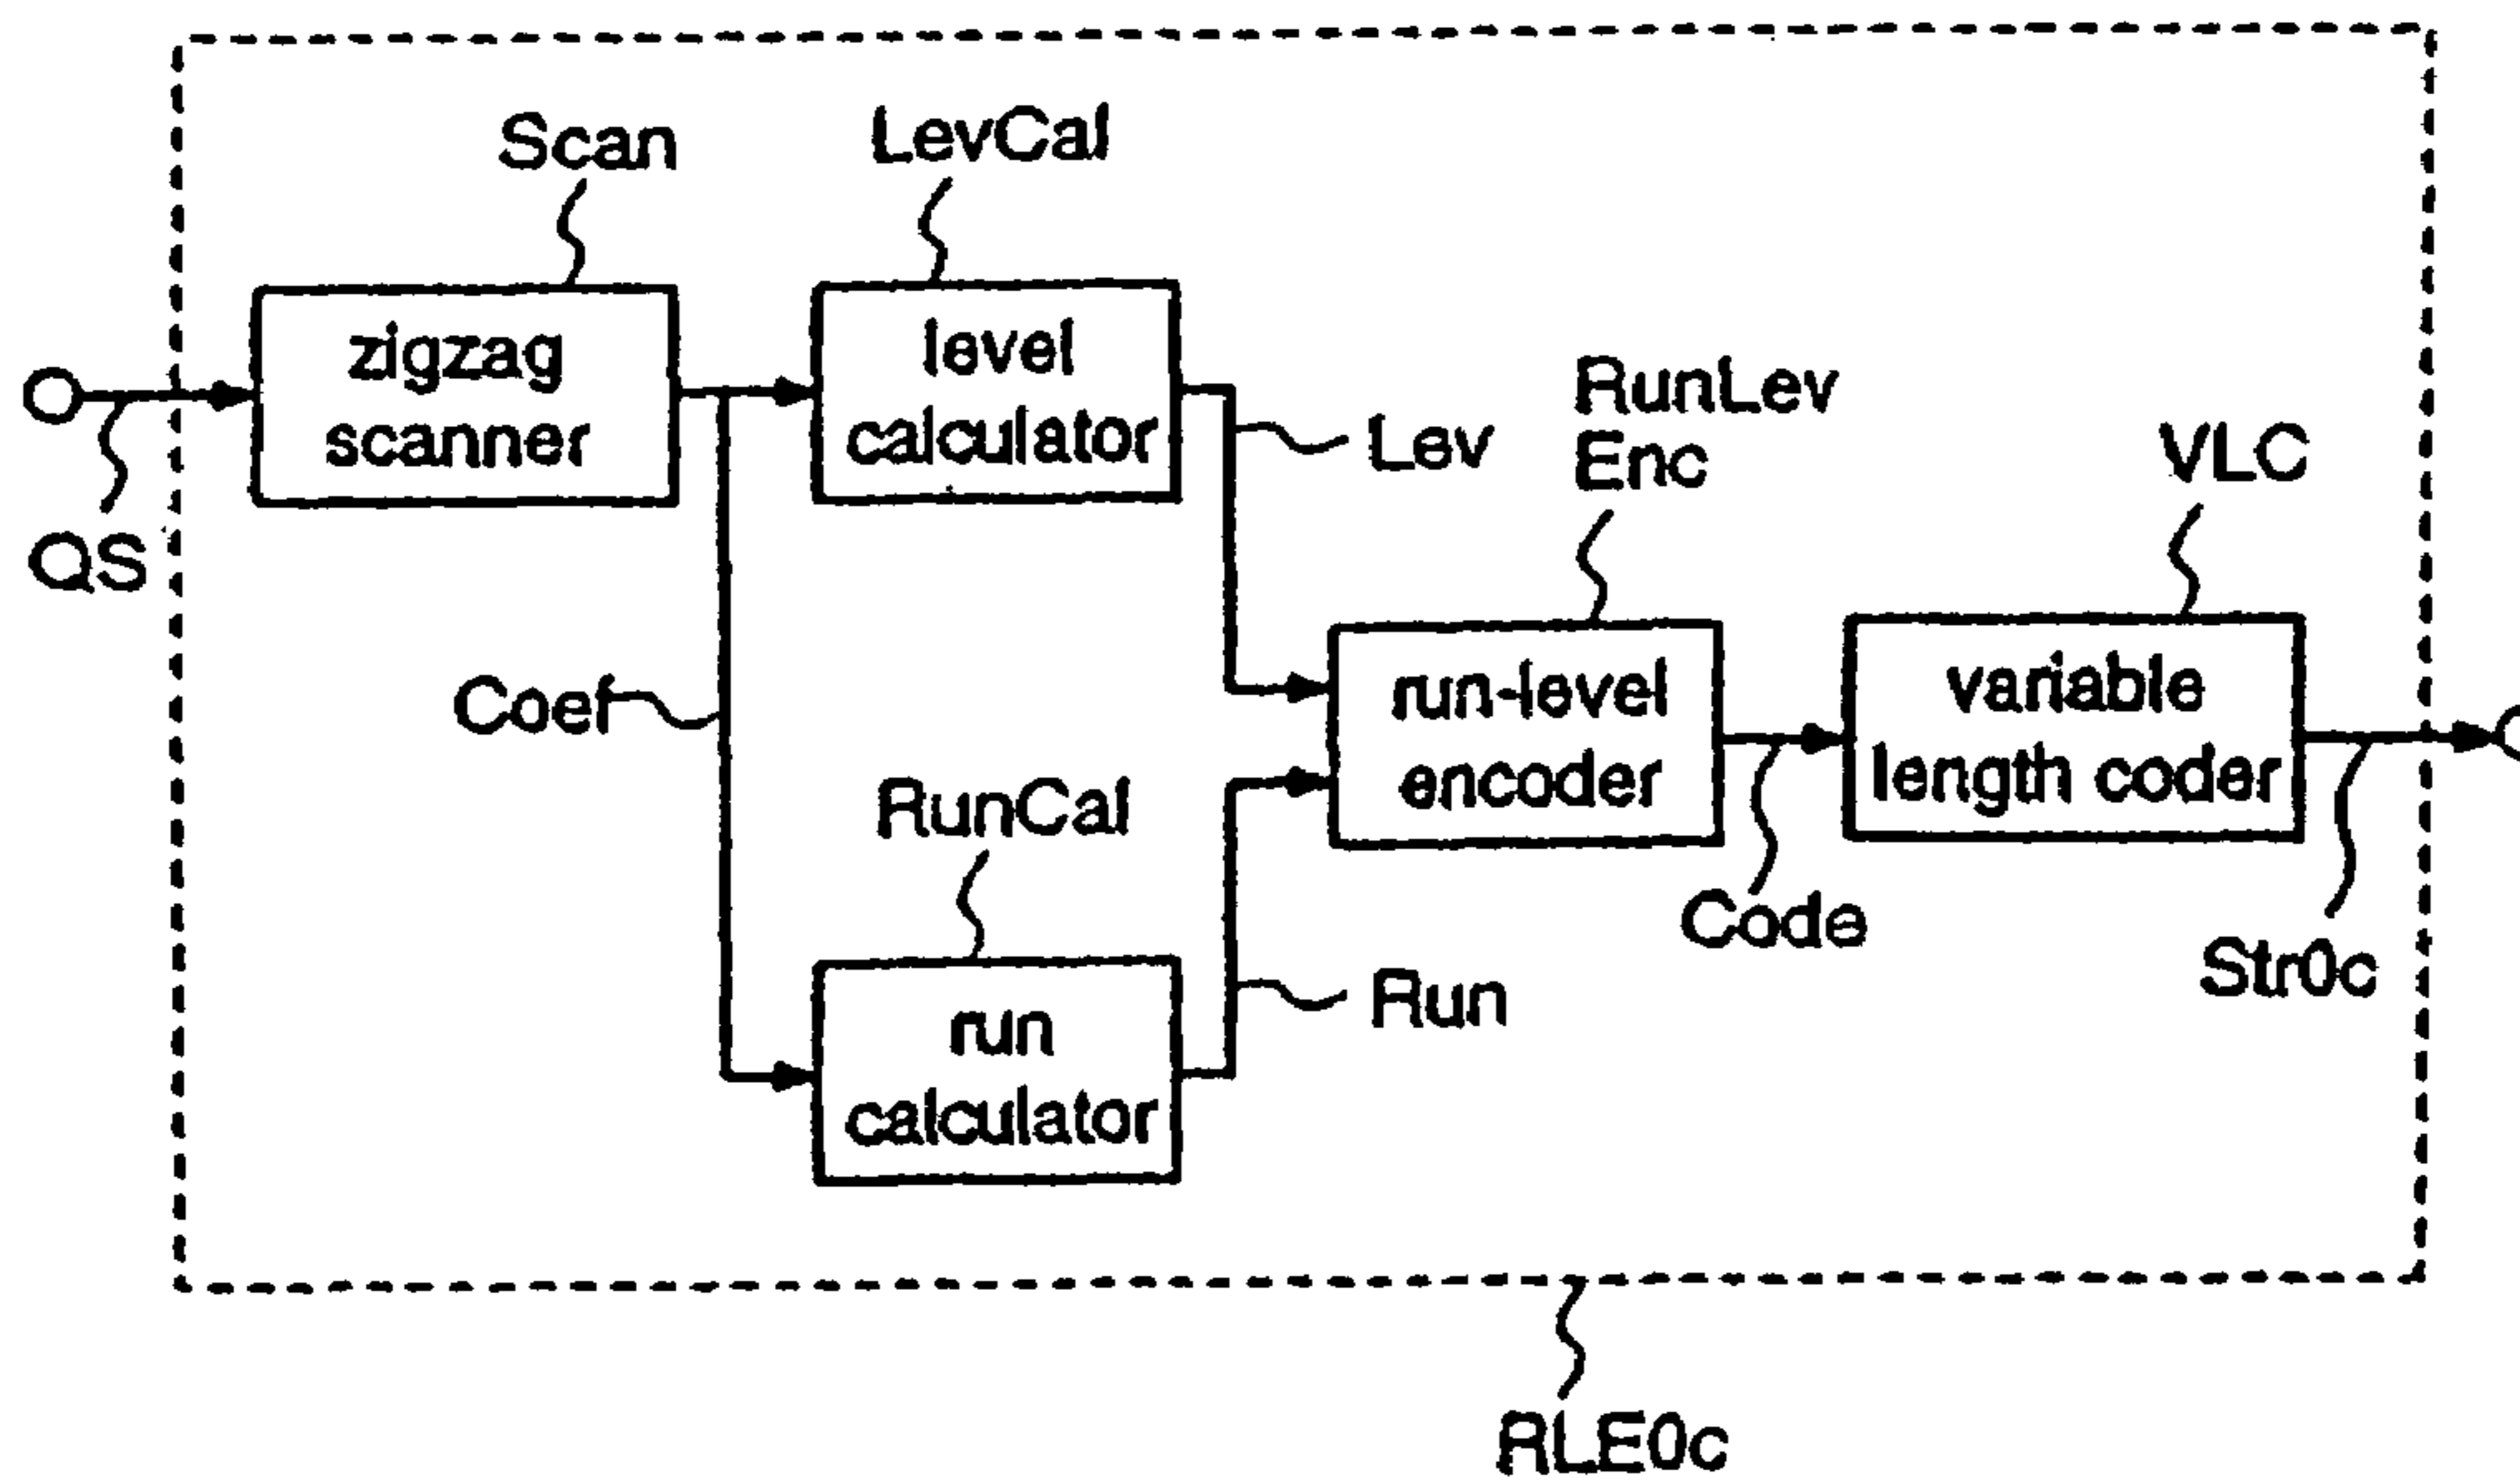 Scan
LevCal
zigzag
scanner
level
calculator
QS
Lev
RunLev
Enc
VLC
Coef
run-level
encoder
variable
length coder
RunCal
Code
Str0c
run
calculator
Run
RLE0c